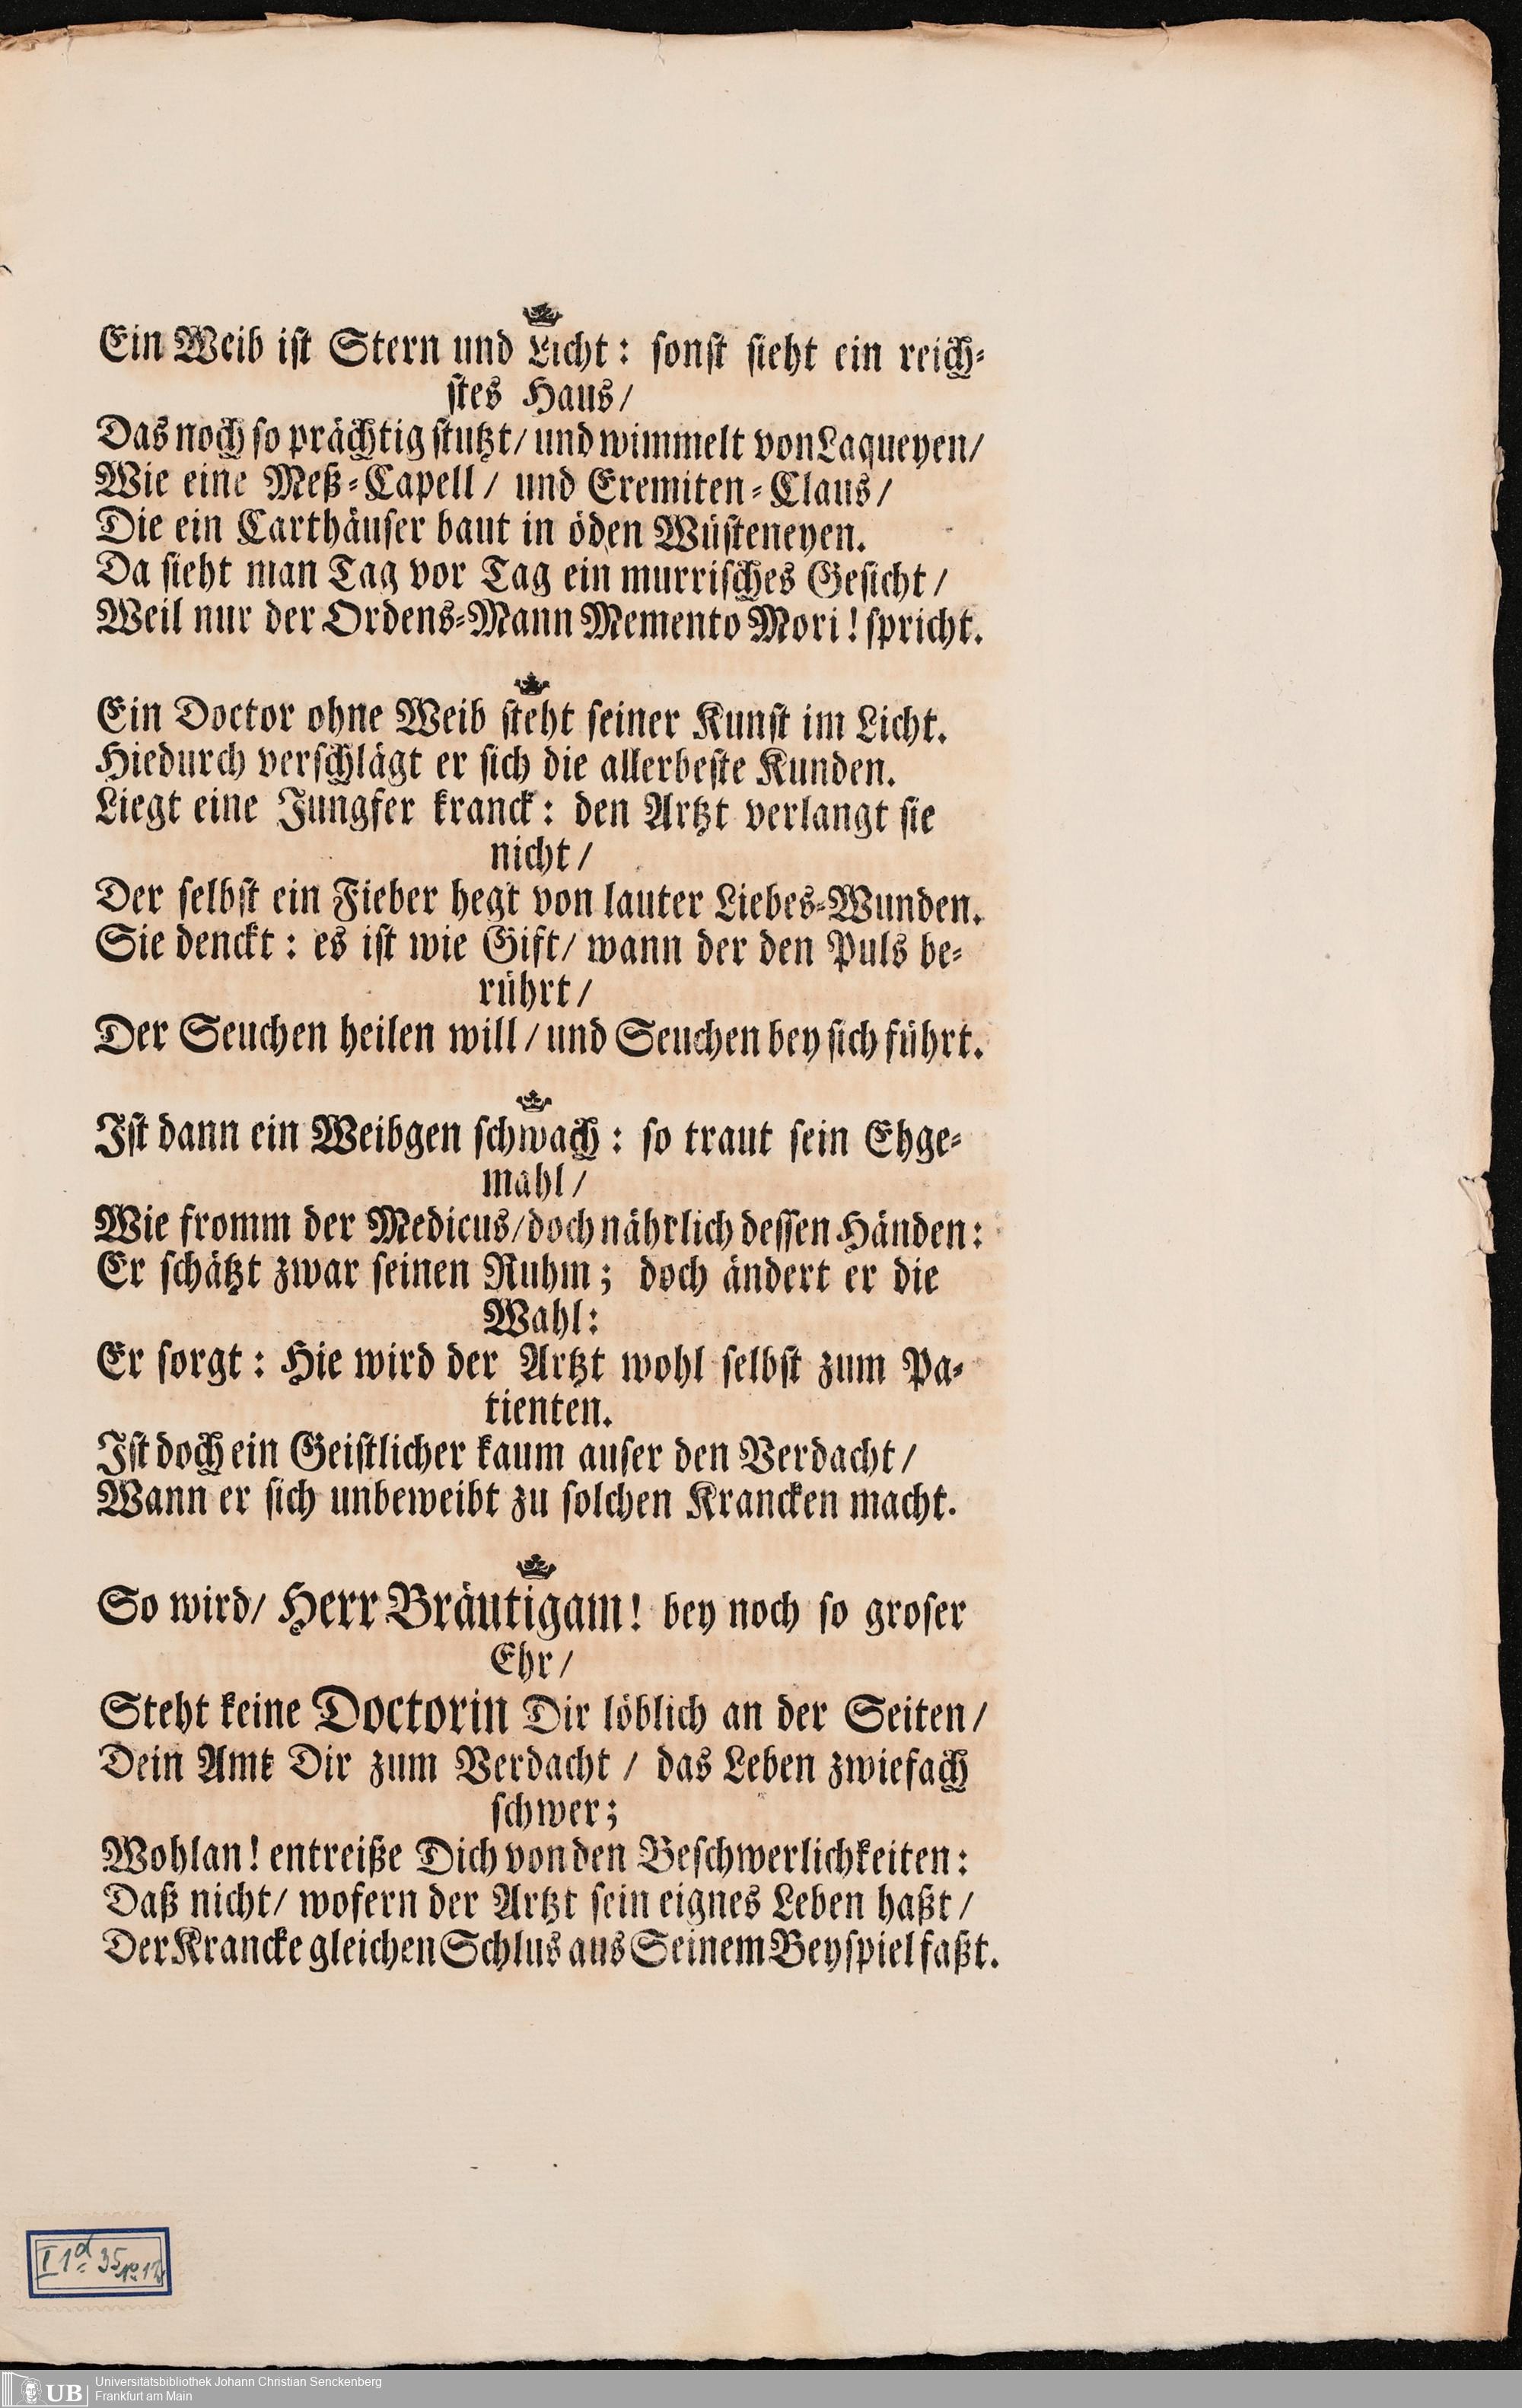 Ein Weib ist Stern und Licht: sonst sieht ein reich-
stes Haus/
Das noch so prächtig stutzt/ und wimmelt von Laqueyen/
Wie eine Meß-Capell/ und Eremiten-Claus/
Die ein Carthäuser baut in öden Wüsteneyen.
Da sieht man Tag vor Tag ein murrisches Gesicht/
Weil nur der Ordens-Mann Memento Mori! spricht.
Ein Doctor ohne Weib steht seiner Kunst im Licht.
Hiedurch verschlägt er sich die allerbeste Kunden.
Liegt eine Jungfer kranck: den Artzt verlangt sie
nicht/
Der selbst ein Fieber hegt von lauter Liebes-Wunden.
Sie denckt: es ist wie Gift/ wann der den Puls be-
rührt/
Der Seuchen heilen will/ und Seuchen bey sich führt.
Ist dann ein Weibgen schwach: so traut sein Ehge-
mahl/
Wie fromm der Medicus/ doch nährlich dessen Händen:
Er schätzt zwar seinen Ruhm; doch ändert er die
Wahl:
Er sorgt: Hie wird der Artzt wohl selbst zum Pa-
tienten.
Ist doch ein Geistlicher kaum auser den Verdacht/
Wann er sich unbeweibt zu solchen Krancken macht.
So wird/ Herr Bräutigam! bey noch so groser
Ehr/
Steht keine Doctorin Dir löblich an der Seiten/
Dein Amt Dir zum Verdacht/ das Leben zwiefach
schwer;
Wohlan! entreiße Dich von den Beschwerlichkeiten:
Daß nicht/ wofern der Artzt sein eignes Leben haßt/
Der Krancke gleichen Schlus aus Seinem Beyspiel faßt.
I 1d 35
UB Universitätsbibliothek Johann Christian Senckenberg
Frankfurt am Main